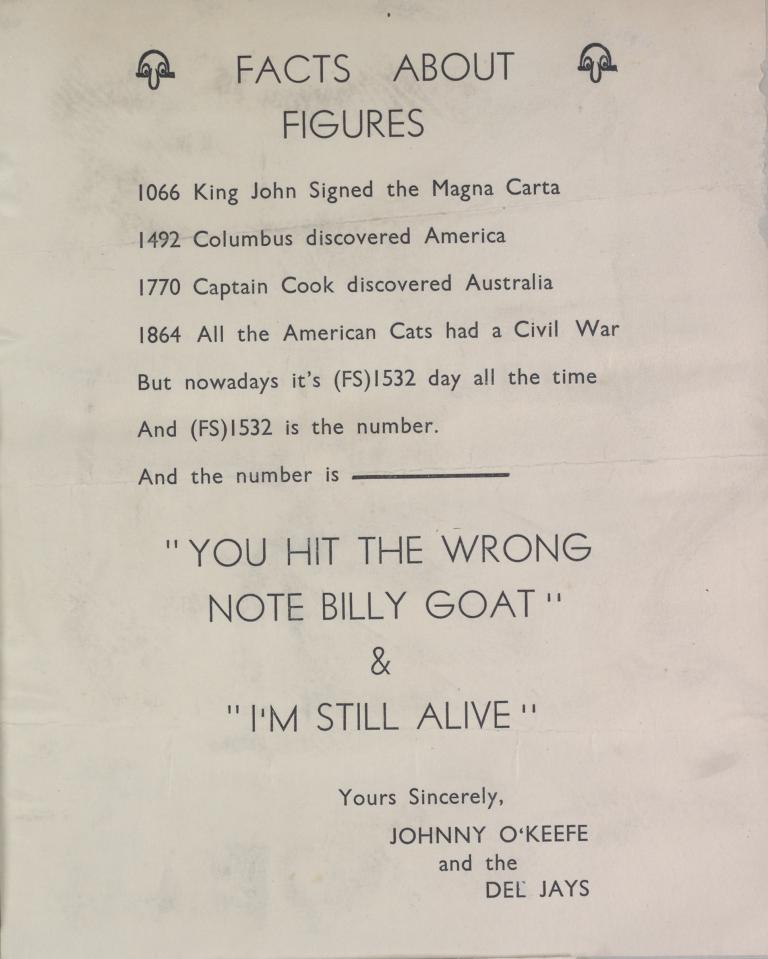 FACTS ABOUT
FIGURES
1066 King John Signed the Magna Carta
1492 Columbus discovered America
1770 Captain Cook discovered Australia
1864 All the American Cats had a Civil War
But nowadays it's (FS)1532 day all the time
And (FS)1532 is the number.
And the number is
"YOU HIT THE WRONG
NOTE BILLY GOAT"
&
"I'M STILL ALIVE"
Yours Sincerely,
JOHNNY O'KEEFE
and the
DEL JAYS